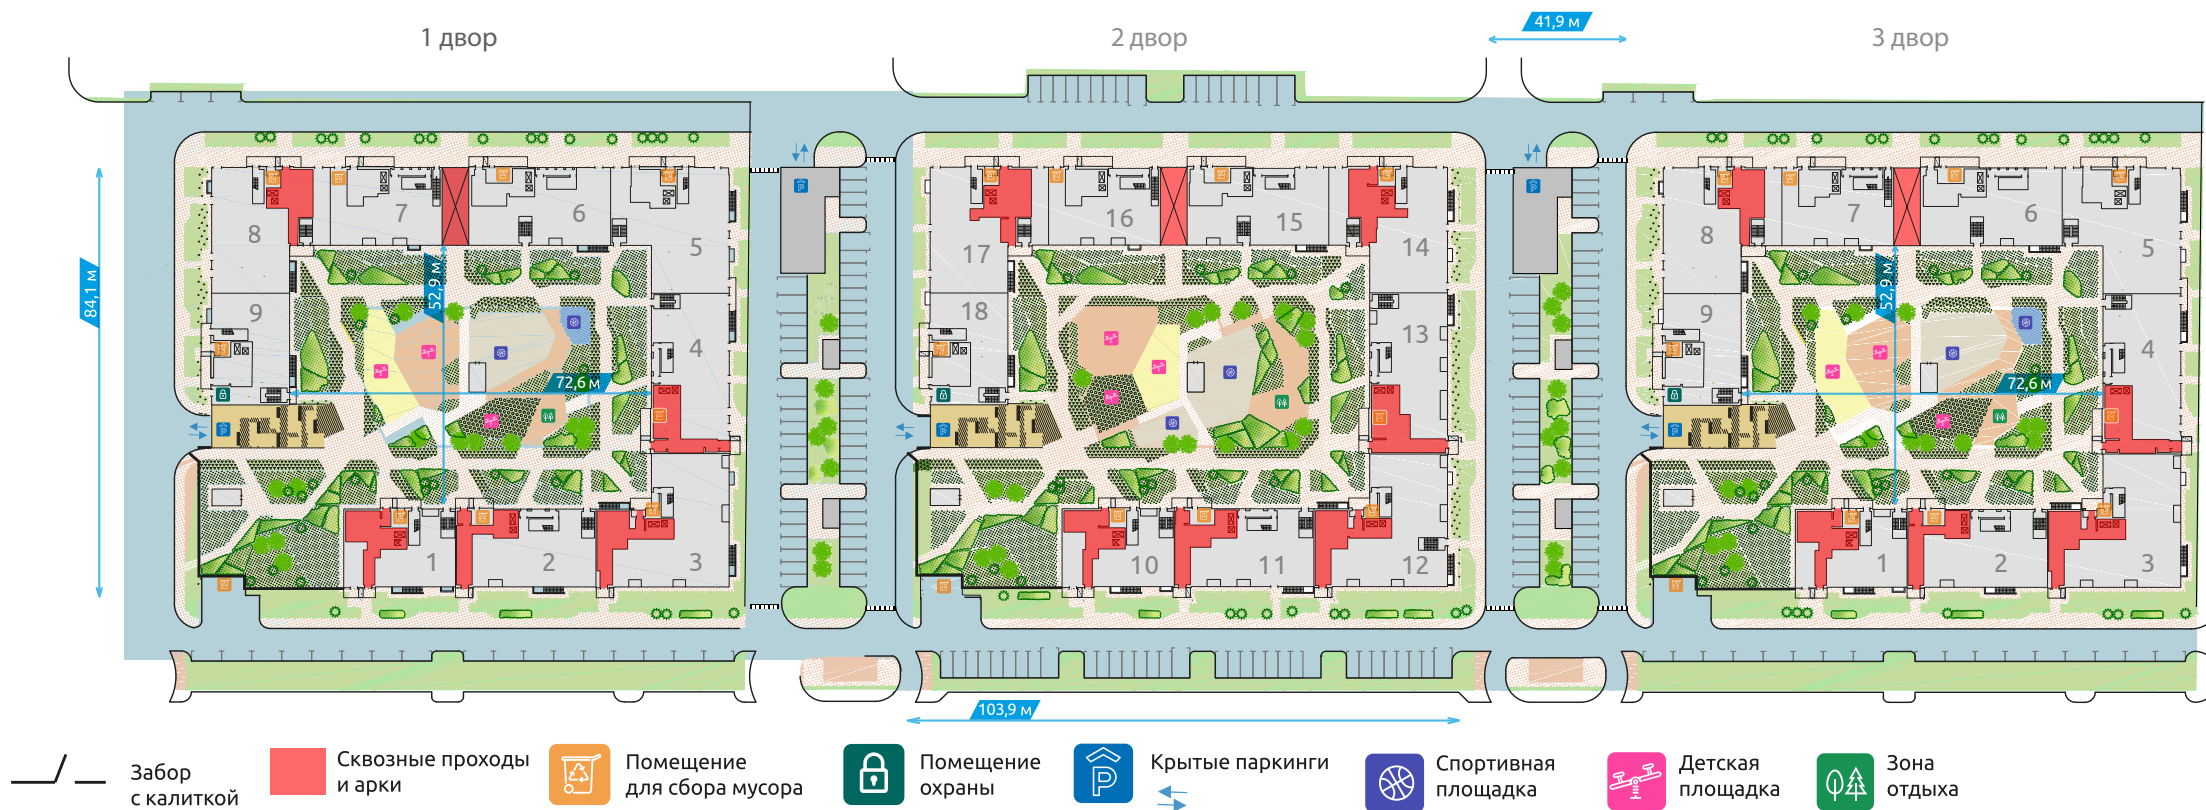 1 двор
2 двор
41,9 м
3 двор
84,1 м
8
7
6
5
9
4
52,9 м
72,6 м
1
2
3
17
16
15
14
18
13
10
11
12
8
7
6
5
9
4
52,9 м
72,6 м
1
2
3
103,9 м
Забор
с калиткой
Сквозные проходы
и арки
Помещение
для сбора мусора
Помещение
охраны
Крытые паркинги
Спортивная
площадка
Детская
площадка
Зона
отдыха